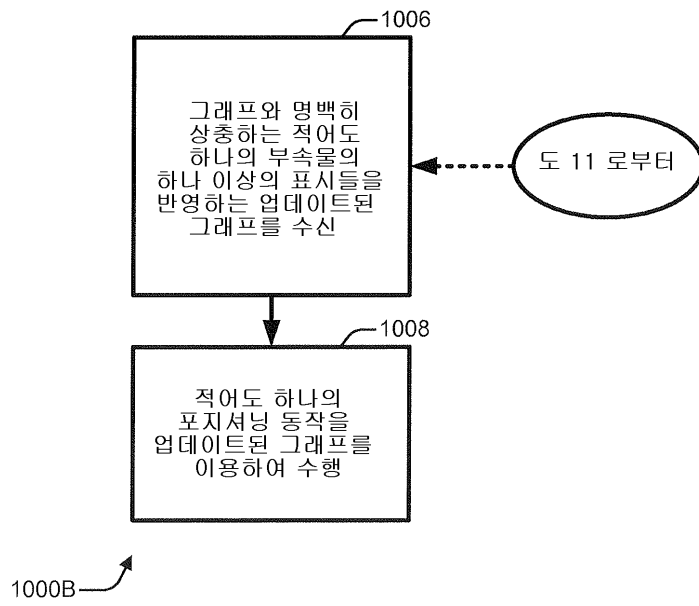 1006
그래프와 명백히
상충하는 적어도
하나의 부속물의
하나 이상의 표시들을
반영하는 업데이트된
그래프를 수신
도 11 로부터
1008
적어도 하나의
포지셔닝 동작을
업데이트된 그래프를
이용하여 수행
1000B